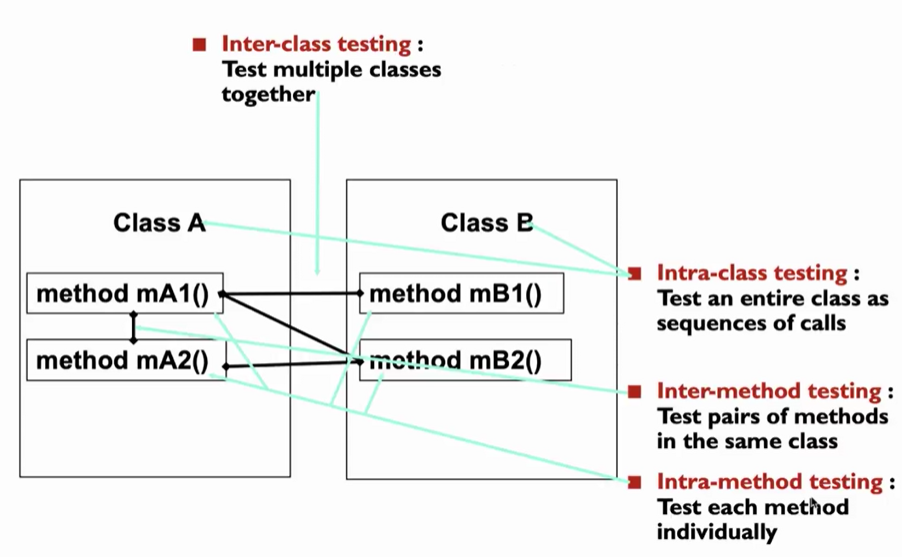 Inter-class testing :
Test multiple classes
together
Class A
Class B
method mA1()
method mB1()
method mA2()
method mB2()
Intra-class testing :
Test an entire class as
sequences of calls
Inter-method testing :
Test pairs of methods
in the same class
Intra-method testing :
Test each method
individually